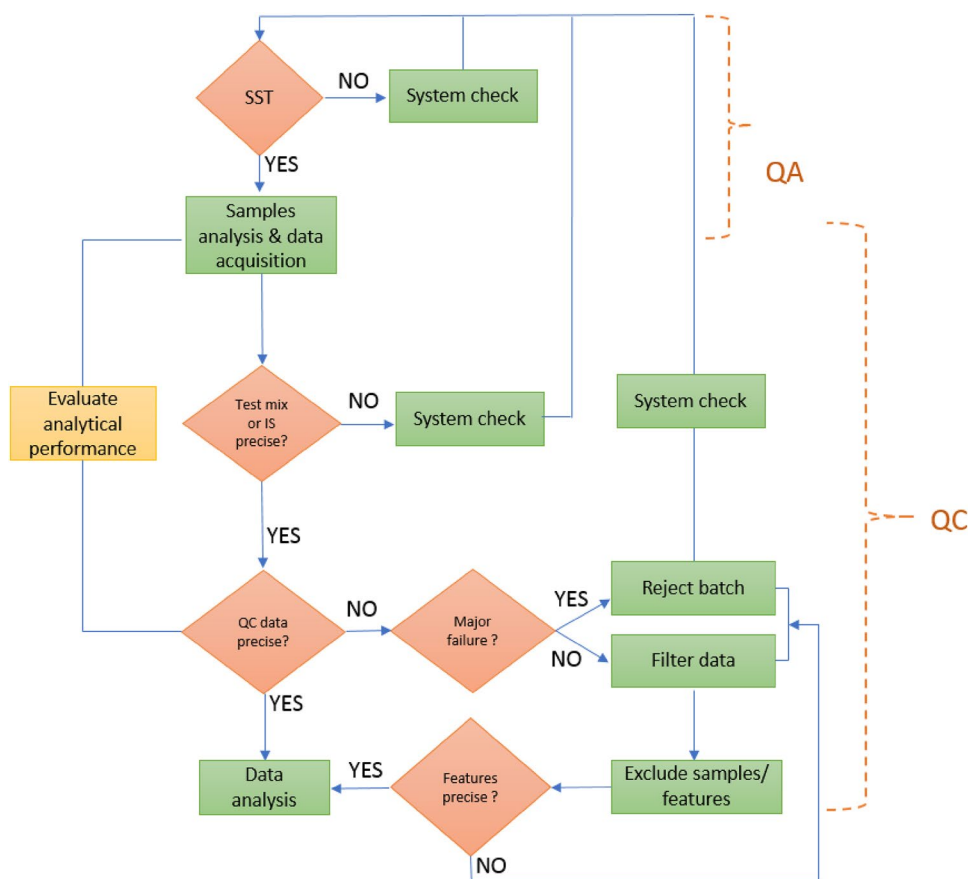 NO
SST
System check
YES
QA
Samples
analysis & data
acquisition
Evaluate
analytical
performance
Test mix
or IS
precise?
NO
System check
System check
YES
QC
QC data
precise?
NO
Major
failure ?
YES
Reject batch
NO
Filter data
YES
Data
analysis
YES
Features
precise ?
Exclude samples/
features
NO